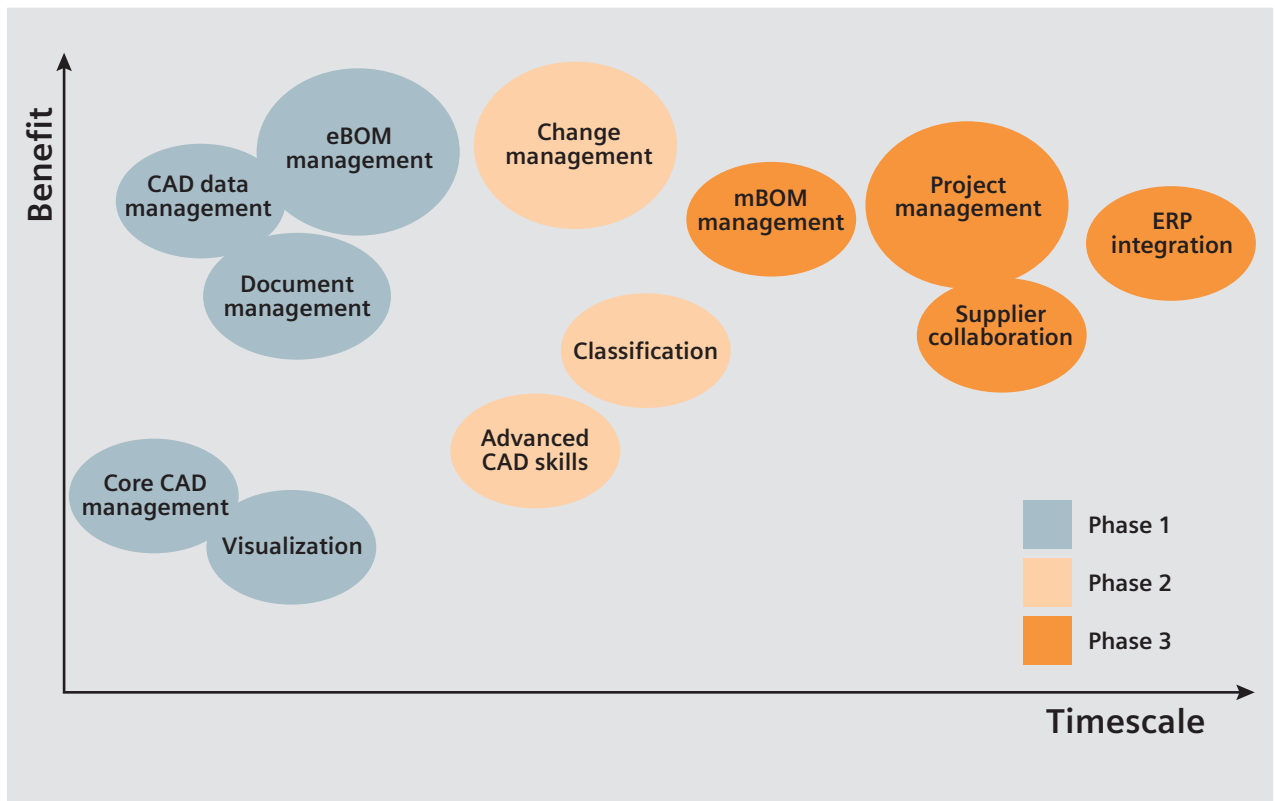 Benefit
eBOM
management
Change
management
CAD data
management
mBOM
management
Project
management
ERP
integration
Document
management
Supplier
collaboration
Classification
Advanced
CAD skills
Core CAD
management
Visualization
Phase 1
Phase 2
Phase 3
Timescale